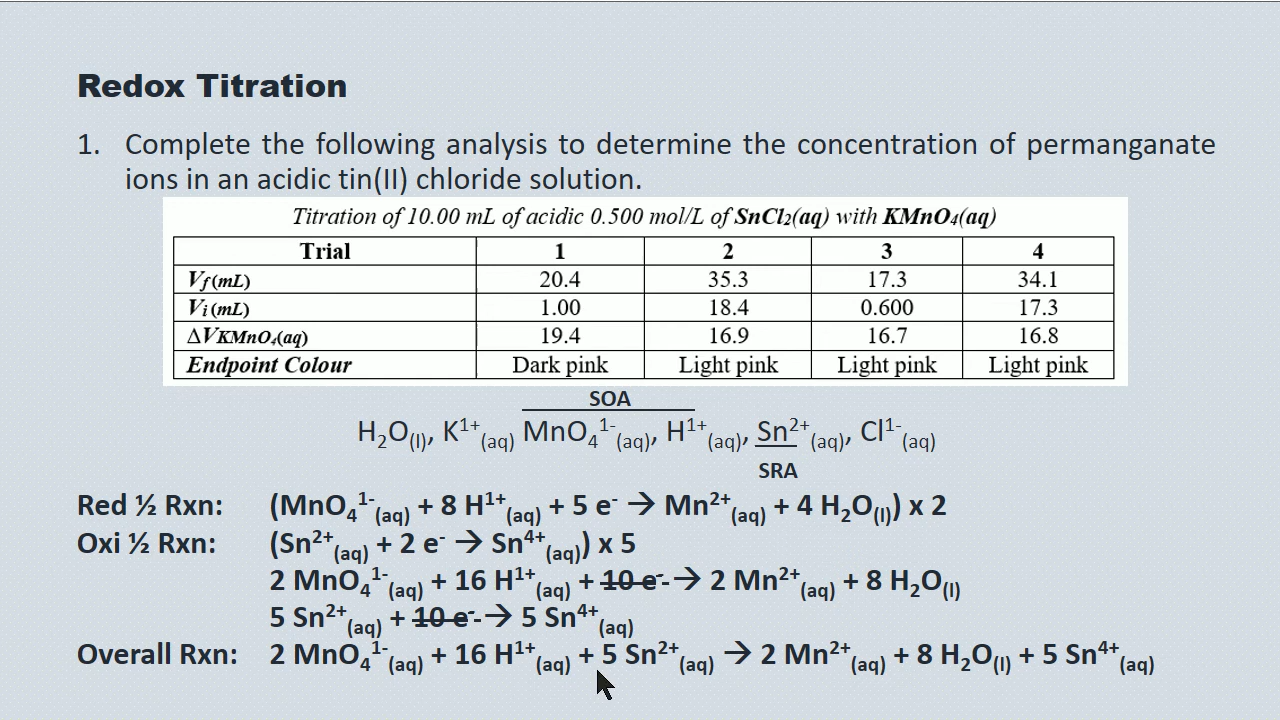 Redox Titration
1. Complete the following analysis to determine the concentration of permanganate
ions in an acidic tin(II) chloride solution.
Titration of 10.00 mL of acidic 0.500 mol/L of SnCl₂(aq) with KMnO₄(aq)
Trial 1 2 3 4
Vf (mL) 20.4 35.3 17.3 34.1
Vi (mL) 1.00 18.4 0.600 17.3
ΔVKMnO₄(aq) 19.4 16.9 16.7 16.8
Endpoint Colour Dark pink Light pink Light pink Light pink
SOA
H₂O₍l₎, K¹⁺(aq) MnO₄¹⁻(aq), H¹⁺(aq), Sn²⁺(aq), Cl¹⁻(aq)
SRA
Red ½ Rxn: (MnO₄¹⁻(aq) + 8 H¹⁺(aq) + 5 e⁻ → Mn²⁺(aq) + 4 H₂O(l)) x 2
Oxi ½ Rxn: (Sn²⁺(aq) + 2 e⁻ → Sn⁴⁺(aq)) x 5
2 MnO₄¹⁻(aq) + 16 H¹⁺(aq) + 10 e⁻ → 2 Mn²⁺(aq) + 8 H₂O(l)
5 Sn²⁺(aq) + 10 e⁻ → 5 Sn⁴⁺(aq)
Overall Rxn: 2 MnO₄¹⁻(aq) + 16 H¹⁺(aq) + 5 Sn²⁺(aq) → 2 Mn²⁺(aq) + 8 H₂O(l) + 5 Sn⁴⁺(aq)